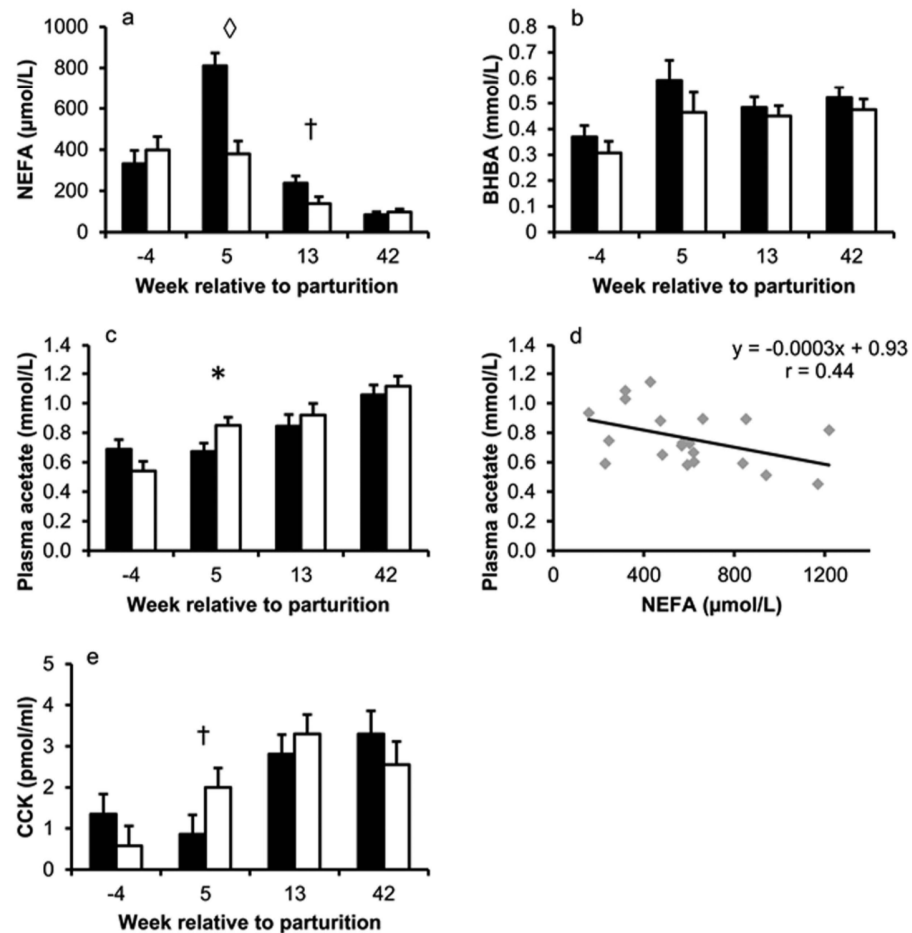 a
NEFA (µmol/L)
1000
800
600
400
200
0
◊
†
-4 5 13 42
Week relative to parturition
b
BHBA (mmol/L)
0.8
0.7
0.6
0.5
0.4
0.3
0.2
0.1
0
-4 5 13 42
Week relative to parturition
c
Plasma acetate (mmol/L)
1.4
1.2
1.0
0.8
0.6
0.4
0.2
0.0
*
-4 5 13 42
Week relative to parturition
d
Plasma acetate (mmol/L)
1.4
1.2
1.0
0.8
0.6
0.4
0.2
0.0
y = -0.0003x + 0.93
r = 0.44
0 400 800 1200
NEFA (µmol/L)
e
CCK (pmol/ml)
5
4
3
2
1
0
†
-4 5 13 42
Week relative to parturition